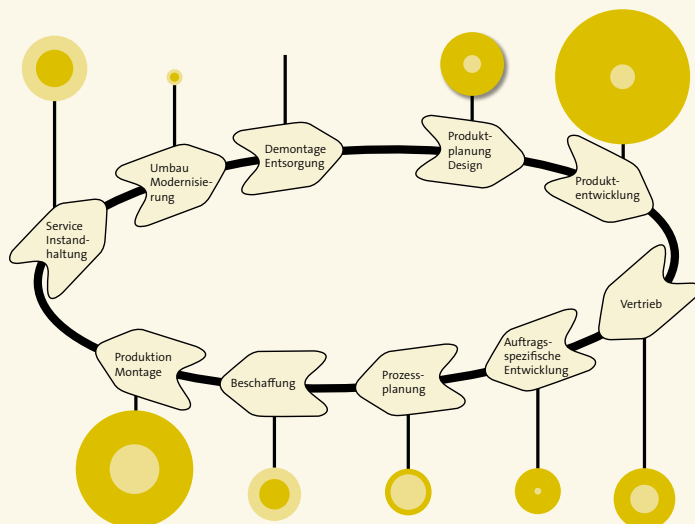 Produkt-
planung
Design
Produkt-
entwicklung
Vertrieb
Auftrags-
spezifische
Entwicklung
Prozess-
planung
Beschaffung
Produktion
Montage
Service
Instand-
haltung
Umbau
Modernisie-
rung
Demontage
Entsorgung